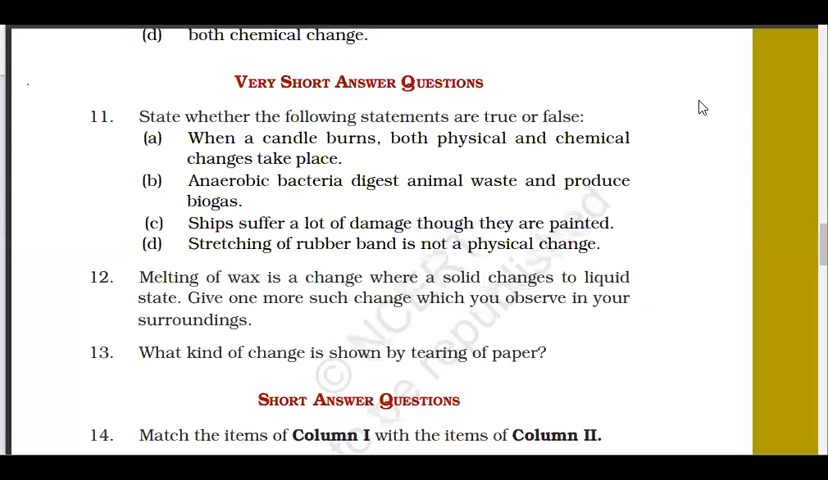 (d) both chemical change.
VERY SHORT ANSWER QUESTIONS
11. State whether the following statements are true or false:
(a) When a candle burns, both physical and chemical
changes take place.
(b) Anaerobic bacteria digest animal waste and produce
biogas.
(c) Ships suffer a lot of damage though they are painted.
(d) Stretching of rubber band is not a physical change.
12. Melting of wax is a change where a solid changes to liquid
state. Give one more such change which you observe in your
surroundings.
13. What kind of change is shown by tearing of paper?
SHORT ANSWER QUESTIONS
14. Match the items of Column I with the items of Column II.
© NCERT
to be republished